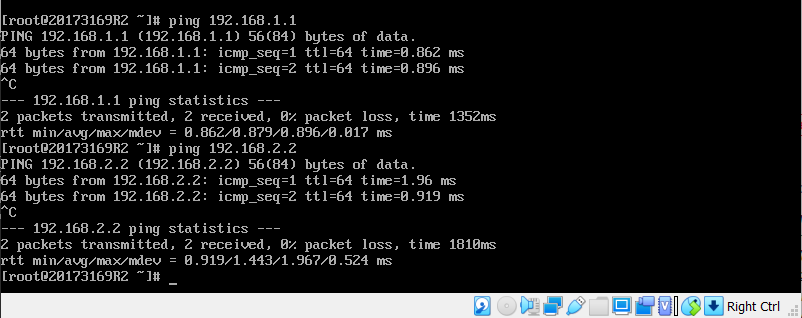 [root@20173169R2 ~]# ping 192.168.1.1
PING 192.168.1.1 (192.168.1.1) 56(84) bytes of data.
64 bytes from 192.168.1.1: icmp_seq=1 ttl=64 time=0.862 ms
64 bytes from 192.168.1.1: icmp_seq=2 ttl=64 time=0.896 ms
^C
--- 192.168.1.1 ping statistics ---
2 packets transmitted, 2 received, 0% packet loss, time 1352ms
rtt min/avg/max/mdev = 0.862/0.879/0.896/0.017 ms
[root@20173169R2 ~]# ping 192.168.2.2
PING 192.168.2.2 (192.168.2.2) 56(84) bytes of data.
64 bytes from 192.168.2.2: icmp_seq=1 ttl=64 time=1.96 ms
64 bytes from 192.168.2.2: icmp_seq=2 ttl=64 time=0.919 ms
^C
--- 192.168.2.2 ping statistics ---
2 packets transmitted, 2 received, 0% packet loss, time 1810ms
rtt min/avg/max/mdev = 0.919/1.443/1.967/0.524 ms
[root@20173169R2 ~]# _
Right Ctrl